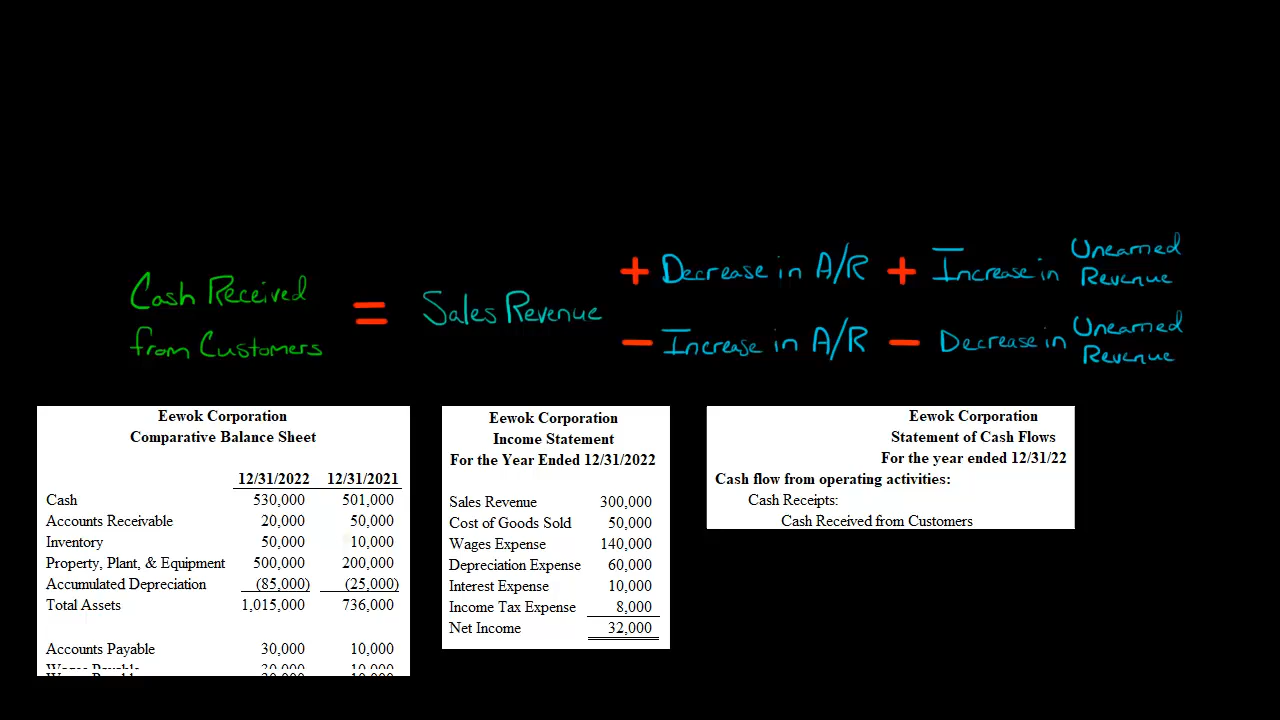 + Decrease in A/R + Increase in Unearned Revenue
Cash Received from Customers = Sales Revenue
- Increase in A/R - Decrease in Unearned Revenue
Eewok Corporation
Comparative Balance Sheet
12/31/2022 12/31/2021
Cash 530,000 501,000
Accounts Receivable 20,000 50,000
Inventory 50,000 10,000
Property, Plant, & Equipment 500,000 200,000
Accumulated Depreciation (85,000) (25,000)
Total Assets 1,015,000 736,000
Accounts Payable 30,000 10,000
Eewok Corporation
Income Statement
For the Year Ended 12/31/2022
Sales Revenue 300,000
Cost of Goods Sold 50,000
Wages Expense 140,000
Depreciation Expense 60,000
Interest Expense 10,000
Income Tax Expense 8,000
Net Income 32,000
Eewok Corporation
Statement of Cash Flows
For the year ended 12/31/22
Cash flow from operating activities:
Cash Receipts:
Cash Received from Customers